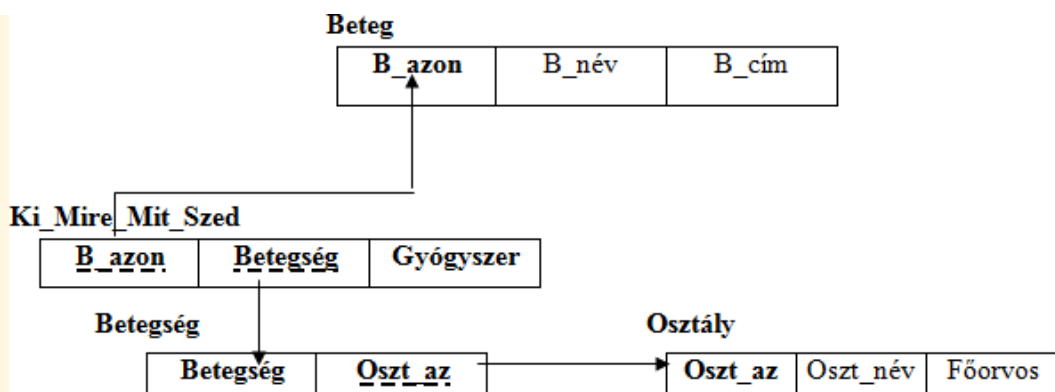 Beteg
B_azon B_név B_cím
Ki_Mire_Mit_Szed
B_azon Betegség Gyógyszer
Betegség Osztály
Betegség Oszt_az Oszt_az Oszt_név Főorvos